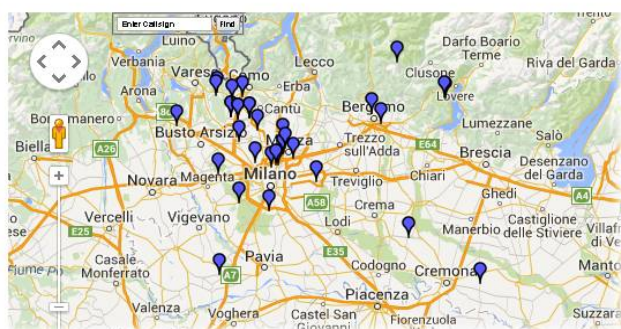 Enter Callsign Find
Luino
Darfo Boario
Terme
Riva del Garda
Verbania
Lecco
Clusone
Varese Como
Arona
Erba
Lovere
Cantù
Bergamo
Lumezzane
Busto Arsizio
Trezzo
sull'Adda
Salò
Biella
A26
E64
Brescia
Desenzano
del Garda
Novara Magenta Milano
Treviglio
Chiari
Ghedi
A4
Vercelli
Vigevano
A58
Crema
Lodi
Manerbio
Castiglione
delle Stiviere
E25
E35
Casale
Monferrato
Pavia
Codogno
Cremona
A7
Piacenza
Valenza
Voghera
Castel San
Giovanni
Fiorenzuola
Suzzara